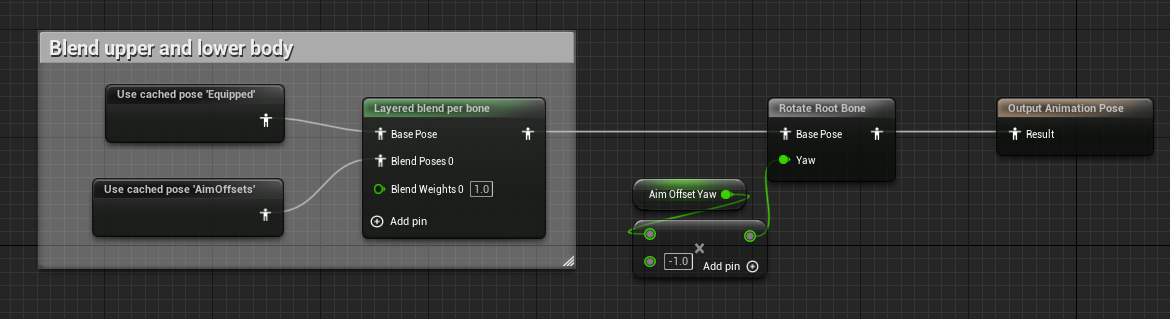 Blend upper and lower body
Use cached pose 'Equipped'
Use cached pose 'AimOffsets'
Layered blend per bone
Base Pose
Blend Poses 0
Blend Weights 0 1.0
Add pin
Aim Offset Yaw
×
-1.0
Add pin
Rotate Root Bone
Base Pose
Yaw
Output Animation Pose
Result